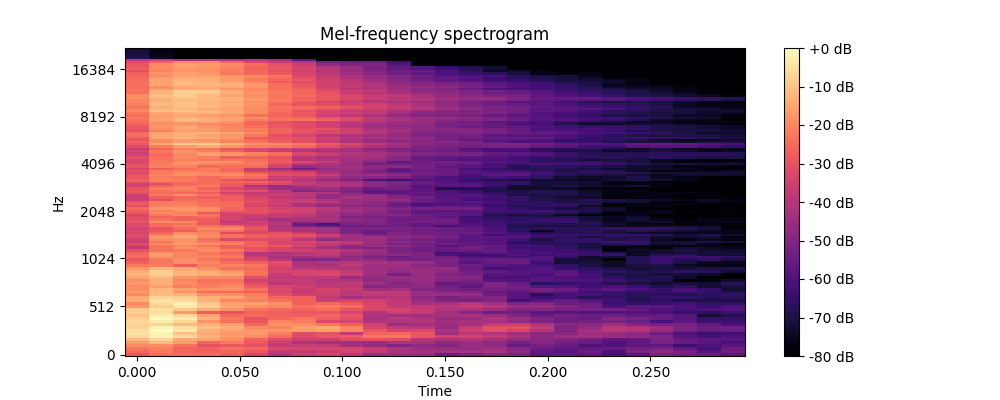 Mel-frequency spectrogram
16384
8192
4096
2048
1024
512
0
Hz
0.000 0.050 0.100 0.150 0.200 0.250
Time
+0 dB
-10 dB
-20 dB
-30 dB
-40 dB
-50 dB
-60 dB
-70 dB
-80 dB